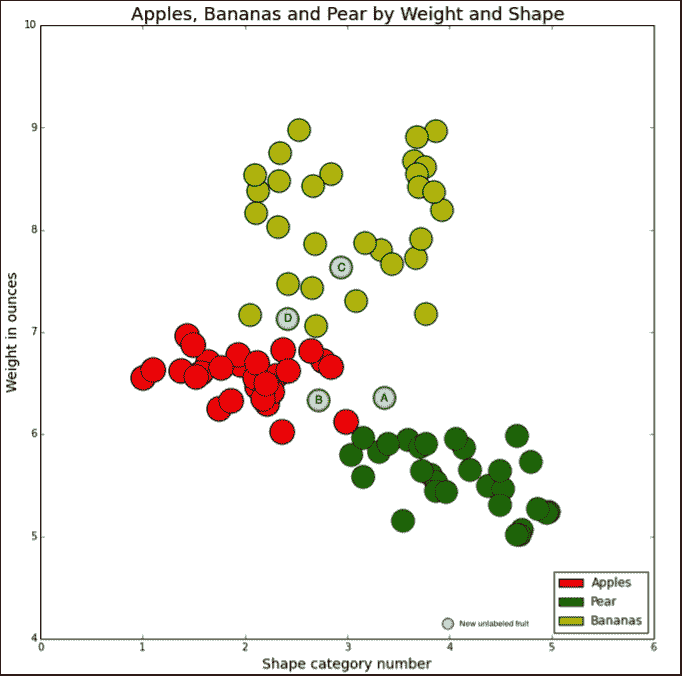 Apples, Bananas and Pear by Weight and Shape
10
9
8
7
6
5
4
Weight in ounces
C
D
B
A
Apples
Pear
Bananas
New unlabeled fruit
0
1
2
3
4
5
6
Shape category number